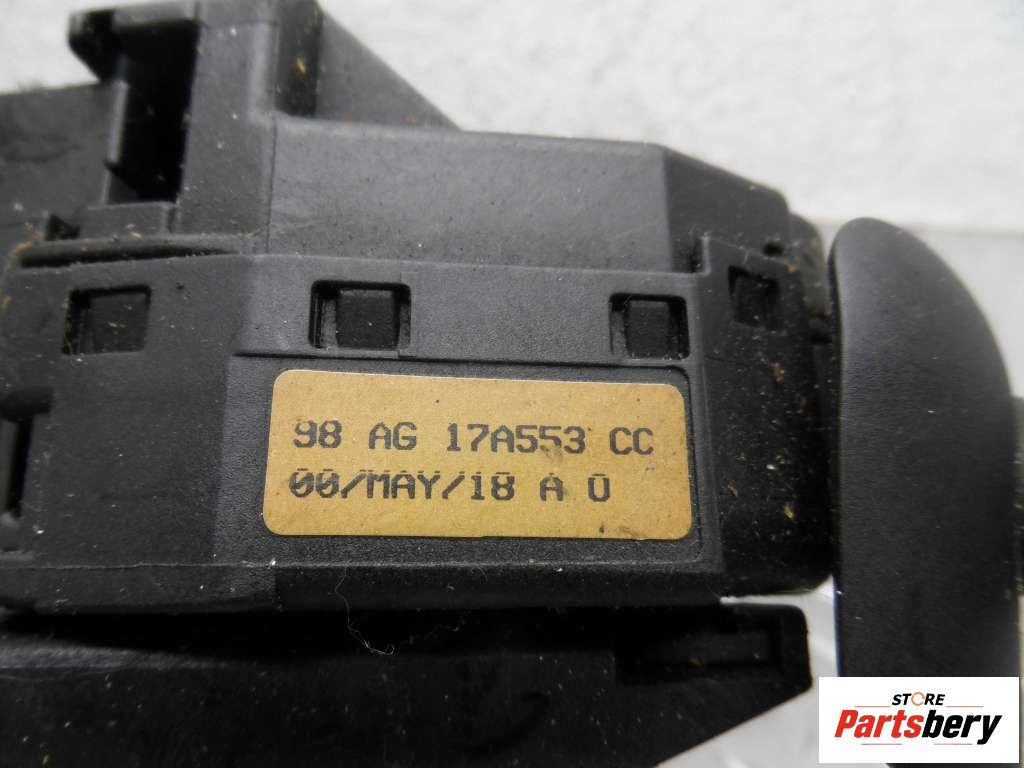 98 AG 17A553 CC
00/MAY/18 A 0
STORE
Partsbery